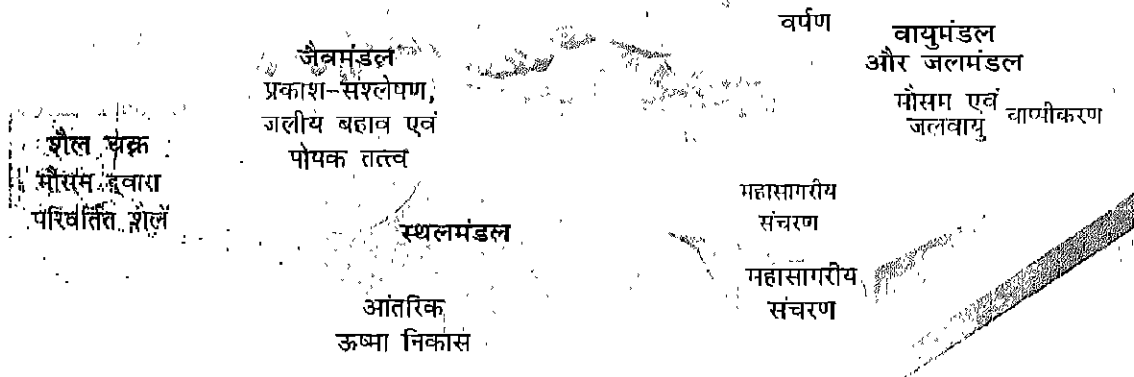 वर्षण
वायुमंडल
और जलमंडल
मौसम एवं
जलवायु
वाष्पीकरण
जैवमंडल
प्रकाश-संश्लेषण,
जलीय बहाव एवं
पोषक तत्त्व
शैल चक्र
मौसम द्वारा
परिवर्तित शैलें
स्थलमंडल
महासागरीय
संचरण
महासागरीय
संचरण
आंतरिक
ऊष्मा निकास